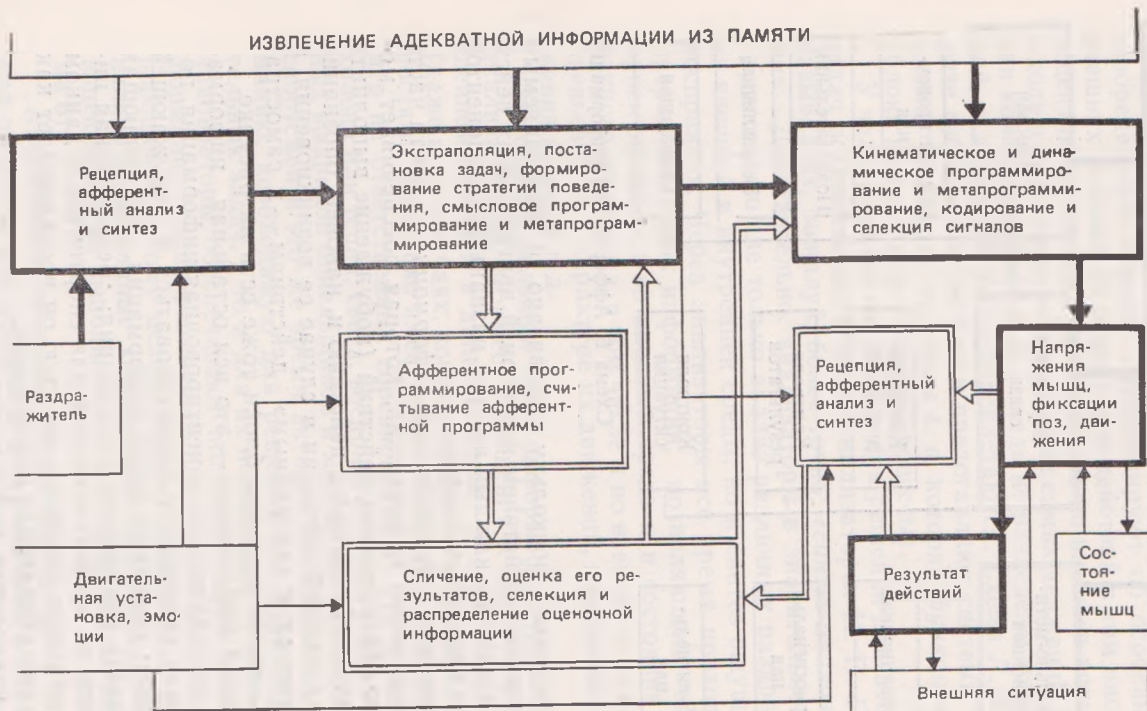 ИЗВЛЕЧЕНИЕ АДЕКВАТНОЙ ИНФОРМАЦИИ ИЗ ПАМЯТИ
Рецепция,
афферент-
ный анализ
и синтез
Экстраполяция, поста-
новка задач, формиро-
вание стратегии поведе-
ния, смысловое програм-
мирование и метапрограм-
мирование
Кинематическое и дина-
мическое программиро-
вание и метапрограмми-
рование, кодирование и
селекция сигналов
Раздра-
житель
Афферентное про-
граммирование, счи-
тывание афферент-
ной программы
Рецепция,
афферентный
анализ и
синтез
Напря-
жения
мышц,
фиксации
поз, дви-
жения
Двигатель-
ная уста-
новка, эмо-
ции
Сличение, оценка его ре-
зультатов, селекция и
распределение оценочной
информации
Результат
действий
Сос-
тоя-
ние
мышц
Внешняя ситуация